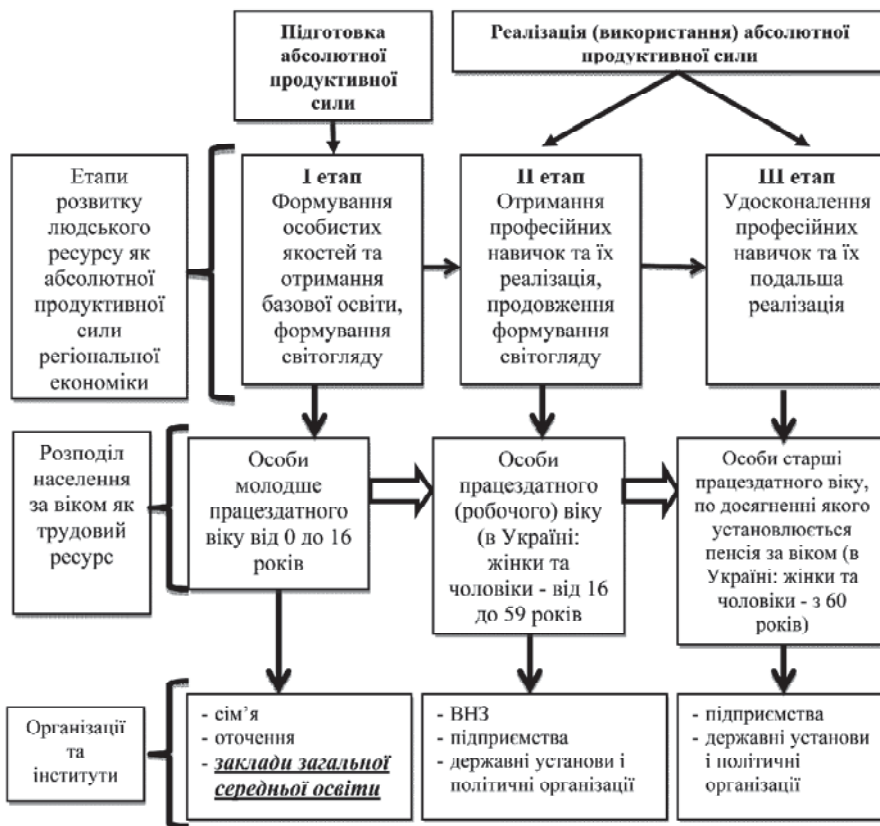 Підготовка
абсолютної
продуктивної
сили
Реалізація (використання) абсолютної
продуктивної сили
Етапи
розвитку
людського
ресурсу як
абсолютної
продуктивної
сили
регіональної
економіки
І етап
Формування
особистих
якостей та
отримання
базової освіти,
формування
світогляду
ІІ етап
Отримання
професійних
навичок та їх
реалізація,
продовження
формування
світогляду
ІІІ етап
Удосконалення
професійних
навичок та їх
подальша
реалізація
Розподіл
населення
за віком як
трудовий
ресурс
Особи
молодше
працездатного
віку від 0 до 16
років
Особи
працездатного
(робочого) віку
(в Україні:
жінки та
чоловіки - від 16
до 59 років
Особи старші
працездатного віку,
по досягненні якого
установлюється
пенсія за віком (в
Україні: жінки та
чоловіки - з 60
років)
Організації
та
інститути
- сім’я
- оточення
- заклади загальної
середньої освіти
- ВНЗ
- підприємства
- державні установи і
політичні організації
- підприємства
- державні установи
і політичні
організації